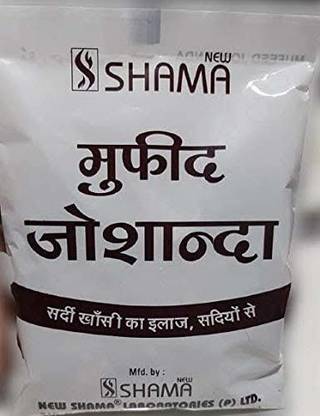 NEW
SHAMA
मुफीद
जोशान्दा
सर्दी खाँसी का इलाज, सदियों से
Mfd. by :
NEW
SHAMA
NEW SHAMA® LABORATORIES (P) LTD.